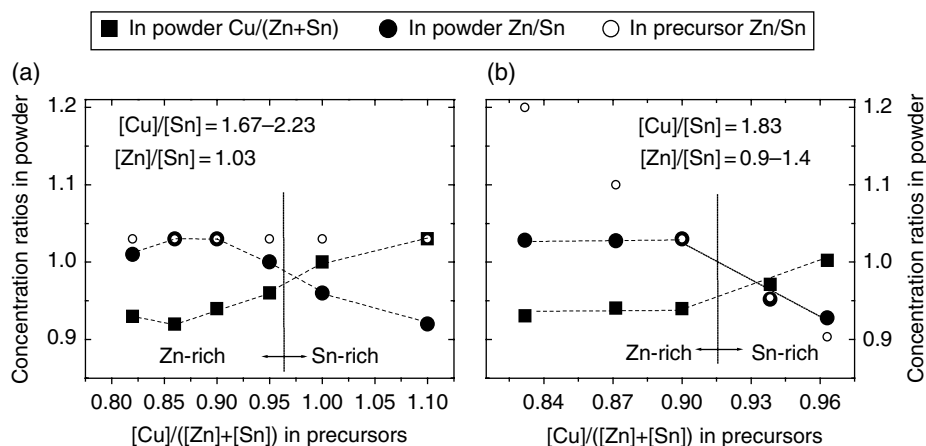 In powder Cu/(Zn+Sn) In powder Zn/Sn In precursor Zn/Sn
(a)
Concentration ratios in powder
1.2
1.1
1.0
0.9
[Cu]/[Sn] = 1.67–2.23
[Zn]/[Sn] = 1.03
Zn-rich Sn-rich
0.80 0.85 0.90 0.95 1.00 1.05 1.10
[Cu]/([Zn]+[Sn]) in precursors
(b)
[Cu]/[Sn] = 1.83
[Zn]/[Sn] = 0.9–1.4
Zn-rich Sn-rich
0.84 0.87 0.90 0.93 0.96
[Cu]/([Zn]+[Sn]) in precursors
1.2
1.1
1.0
0.9
Concentration ratios in powder